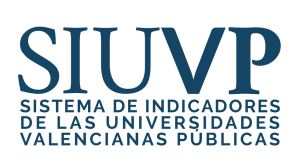 SIUVP
SISTEMA DE INDICADORES
DE LAS UNIVERSIDADES
VALENCIANAS PÚBLICAS